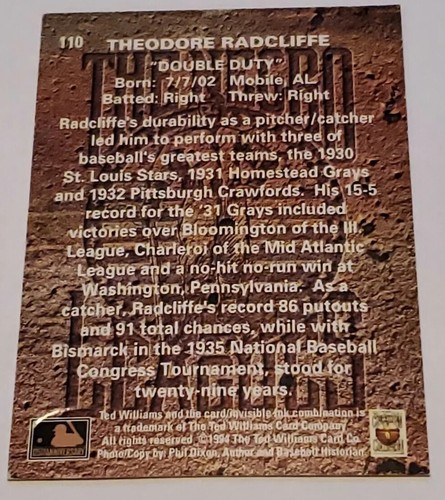 110 THEODORE RADCLIFFE
"DOUBLE DUTY"
Born: 7/7/02 Mobile, AL
Batted: Right Threw: Right
Radcliffe's durability as a pitcher/catcher
led him to perform with three of
baseball's greatest teams, the 1930
St. Louis Stars, 1931 Homestead Grays
and 1932 Pittsburgh Crawfords. His 15-5
record for the '31 Grays included
victories over Bloomington of the Ill.
League, Charleroi of the Mid Atlantic
League and a no-hit no-run win at
Washington, Pennsylvania. As a
catcher, Radcliffe's record 86 putouts
and 91 total chances, while with
Bismarck in the 1935 National Baseball
Congress Tournament, stood for
twenty-nine years.
Ted Williams and the card/invisible ink combination is
a trademark of The Ted Williams Card Company
All rights reserved ©1994 The Ted Williams Card Co.
Photo/Copy by: Phil Dixon, Author and Baseball Historian
125th ANNIVERSARY